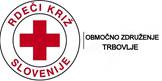 RDEČI KRIŽ
SLOVENIJE
OBMOČNO ZDRUŽENJE
TRBOVLJE